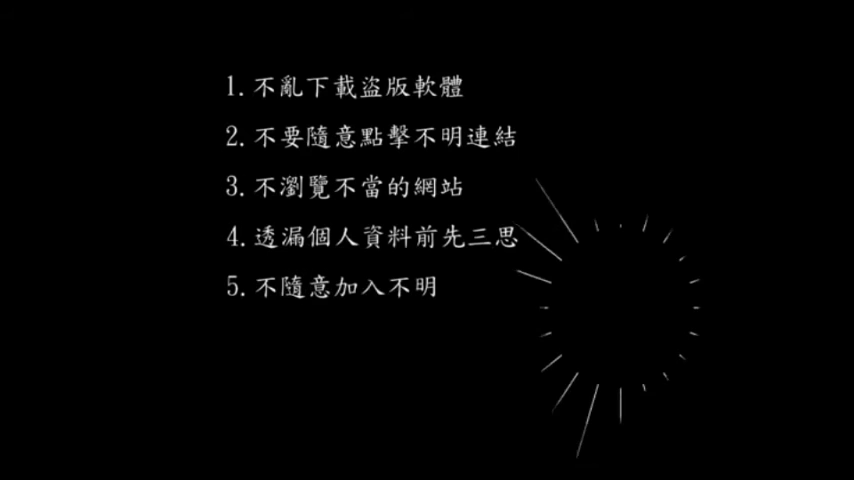 1.不亂下載盜版軟體
2.不要隨意點擊不明連結
3.不瀏覽不當的網站
4.透漏個人資料前先三思
5.不隨意加入不明